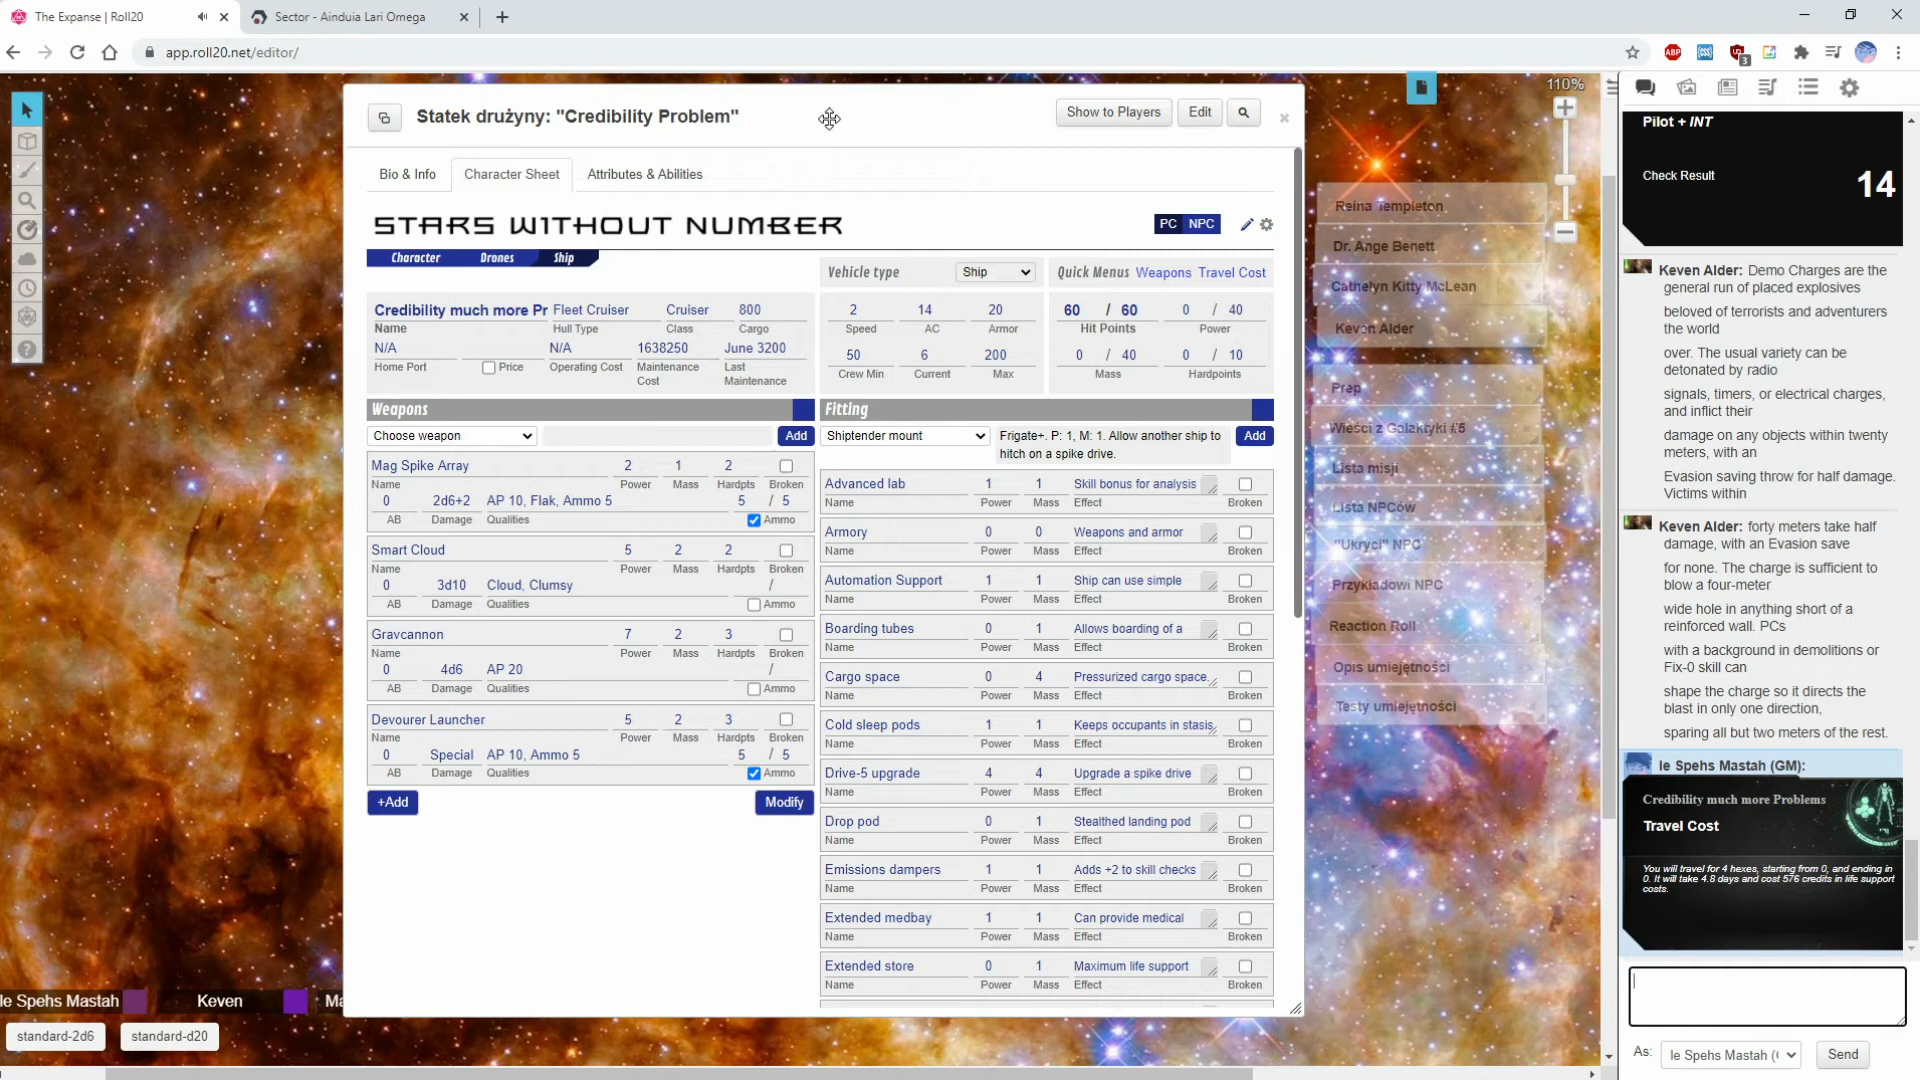 The Expanse | Roll20
Sector - Ainduia Lari Omega
app.roll20.net/editor/
3
110%
Statek drużyny: "Credibility Problem"
Show to Players
Edit
Bio & Info
Character Sheet
Attributes & Abilities
STARS WITHOUT NUMBER
PC NPC
Character Drones Ship
Vehicle type Ship
Quick Menus Weapons Travel Cost
Credibility much more Pr Fleet Cruiser Cruiser 800
Name Hull Type Class Cargo
N/A N/A 1638250 June 3200
Home Port Price Operating Cost Maintenance Cost Last Maintenance
2 14 20
Speed AC Armor
50 6 200
Crew Min Current Max
60 / 60 0 / 40
Hit Points Power
0 / 40 0 / 10
Mass Hardpoints
Weapons
Choose weapon Add
Mag Spike Array 2 1 2
Name Power Mass Hardpts Broken
0 2d6+2 AP 10, Flak, Ammo 5 5 / 5
AB Damage Qualities Ammo
Smart Cloud 5 2 2
Name Power Mass Hardpts Broken
0 3d10 Cloud, Clumsy /
AB Damage Qualities Ammo
Gravcannon 7 2 3
Name Power Mass Hardpts Broken
0 4d6 AP 20 /
AB Damage Qualities Ammo
Devourer Launcher 5 2 3
Name Power Mass Hardpts Broken
0 Special AP 10, Ammo 5 5 / 5
AB Damage Qualities Ammo
+Add Modify
Fitting
Shiptender mount Frigate+. P: 1, M: 1. Allow another ship to
hitch on a spike drive.
Add
Advanced lab 1 1 Skill bonus for analysis
Name Power Mass Effect Broken
Armory 0 0 Weapons and armor
Name Power Mass Effect Broken
Automation Support 1 1 Ship can use simple
Name Power Mass Effect Broken
Boarding tubes 0 1 Allows boarding of a
Name Power Mass Effect Broken
Cargo space 0 4 Pressurized cargo space.
Name Power Mass Effect Broken
Cold sleep pods 1 1 Keeps occupants in stasis
Name Power Mass Effect Broken
Drive-5 upgrade 4 4 Upgrade a spike drive
Name Power Mass Effect Broken
Drop pod 0 1 Stealthed landing pod
Name Power Mass Effect Broken
Emissions dampers 1 1 Adds +2 to skill checks
Name Power Mass Effect Broken
Extended medbay 1 1 Can provide medical
Name Power Mass Effect Broken
Extended store 0 1 Maximum life support
Name Power Mass Effect Broken
Reina Templeton
Dr. Ange Benett
Cathelyn Kitty McLean
Keven Alder
Prep
Wieści z Galaktyki #5
Lista misji
Lista NPCów
"Ukryci" NPC
Przykładowi NPC
Reaction Roll
Opis umiejętności
Testy umiejętności
le Spehs Mastah
Keven
Ma
standard-2d6
standard-d20
Pilot + INT
Check Result 14
Keven Alder: Demo Charges are the
general run of placed explosives
beloved of terrorists and adventurers
the world
over. The usual variety can be
detonated by radio
signals, timers, or electrical charges,
and inflict their
damage on any objects within twenty
meters, with an
Evasion saving throw for half damage.
Victims within
Keven Alder: forty meters take half
damage, with an Evasion save
for none. The charge is sufficient to
blow a four-meter
wide hole in anything short of a
reinforced wall. PCs
with a background in demolitions or
Fix-0 skill can
shape the charge so it directs the
blast in only one direction,
sparing all but two meters of the rest.
le Spehs Mastah (GM):
Credibility much more Problems
Travel Cost
You will travel for 4 hexes, starting from 0, and ending in
0. It will take 4.8 days and cost 576 credits in life support
costs.
As: le Spehs Mastah (
Send